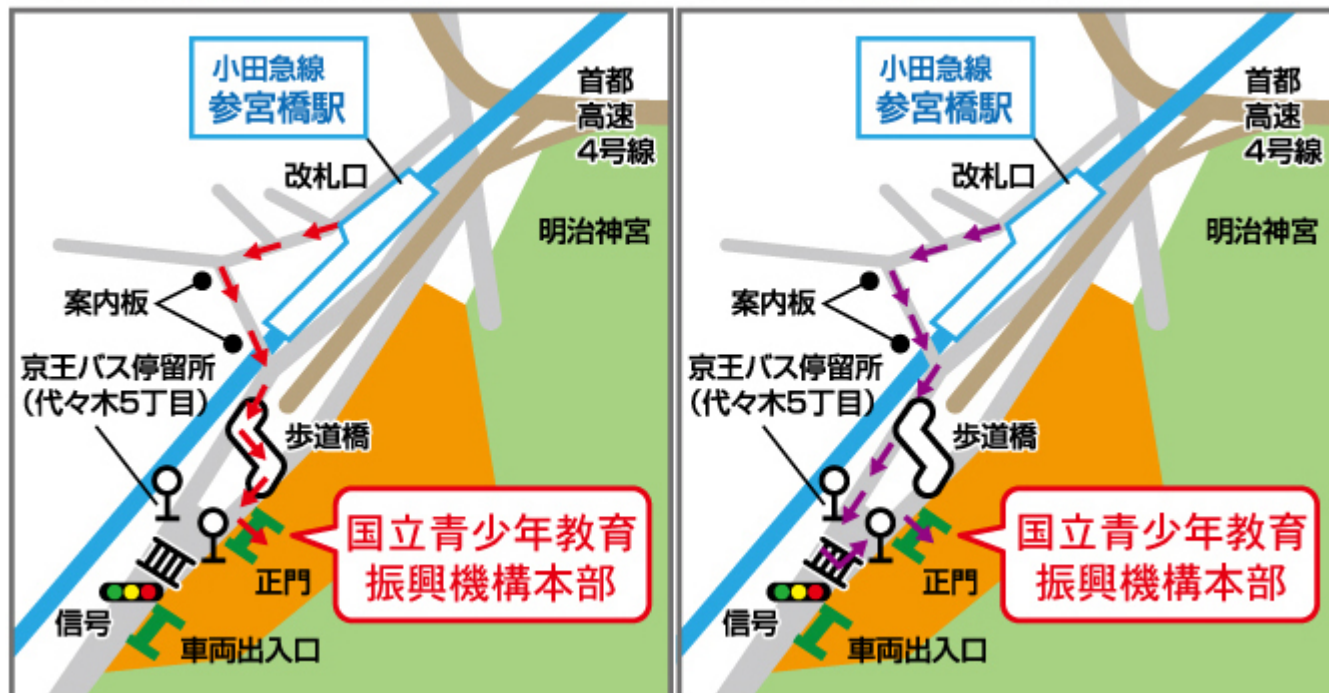 小田急線
参宮橋駅
首都
高速
4号線
改札口
明治神宮
案内板
京王バス停留所
(代々木5丁目)
歩道橋
国立青少年教育
振興機構本部
正門
信号
車両出入口
小田急線
参宮橋駅
首都
高速
4号線
改札口
明治神宮
案内板
京王バス停留所
(代々木5丁目)
歩道橋
国立青少年教育
振興機構本部
正門
信号
車両出入口